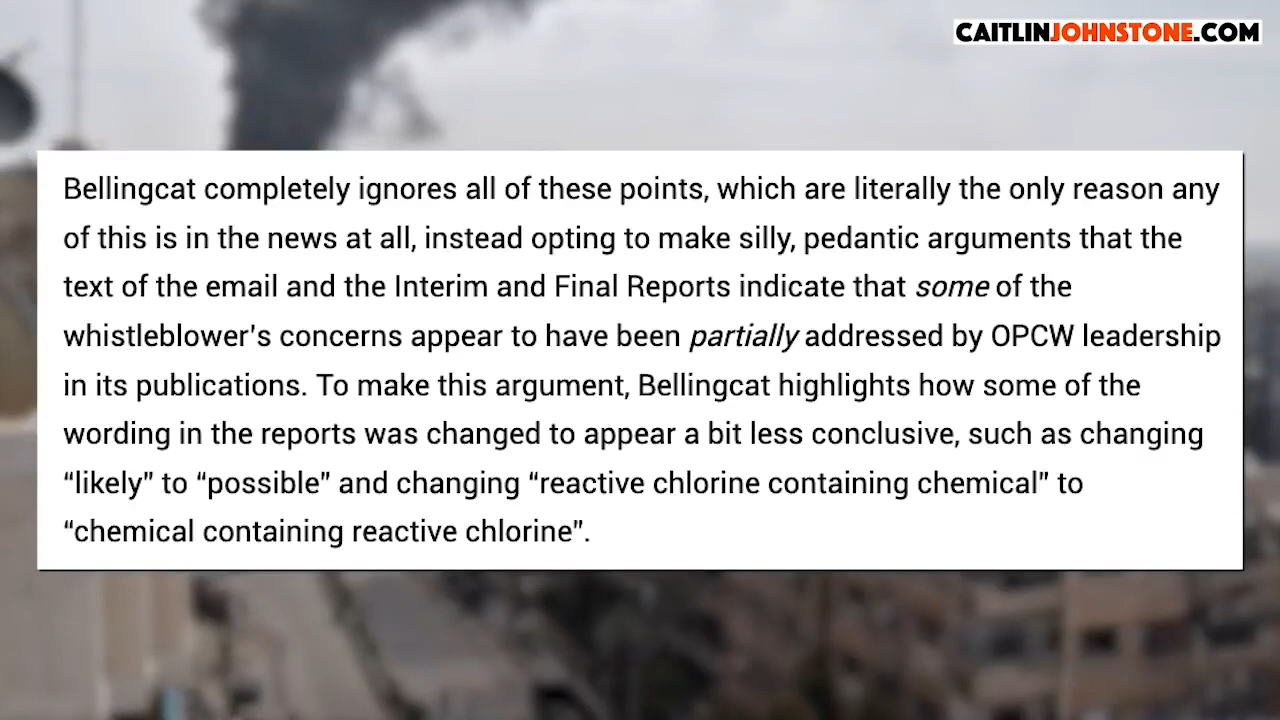 CAITLINJOHNSTONE.COM
Bellingcat completely ignores all of these points, which are literally the only reason any
of this is in the news at all, instead opting to make silly, pedantic arguments that the
text of the email and the Interim and Final Reports indicate that some of the
whistleblower's concerns appear to have been partially addressed by OPCW leadership
in its publications. To make this argument, Bellingcat highlights how some of the
wording in the reports was changed to appear a bit less conclusive, such as changing
“likely” to “possible” and changing “reactive chlorine containing chemical” to
“chemical containing reactive chlorine”.